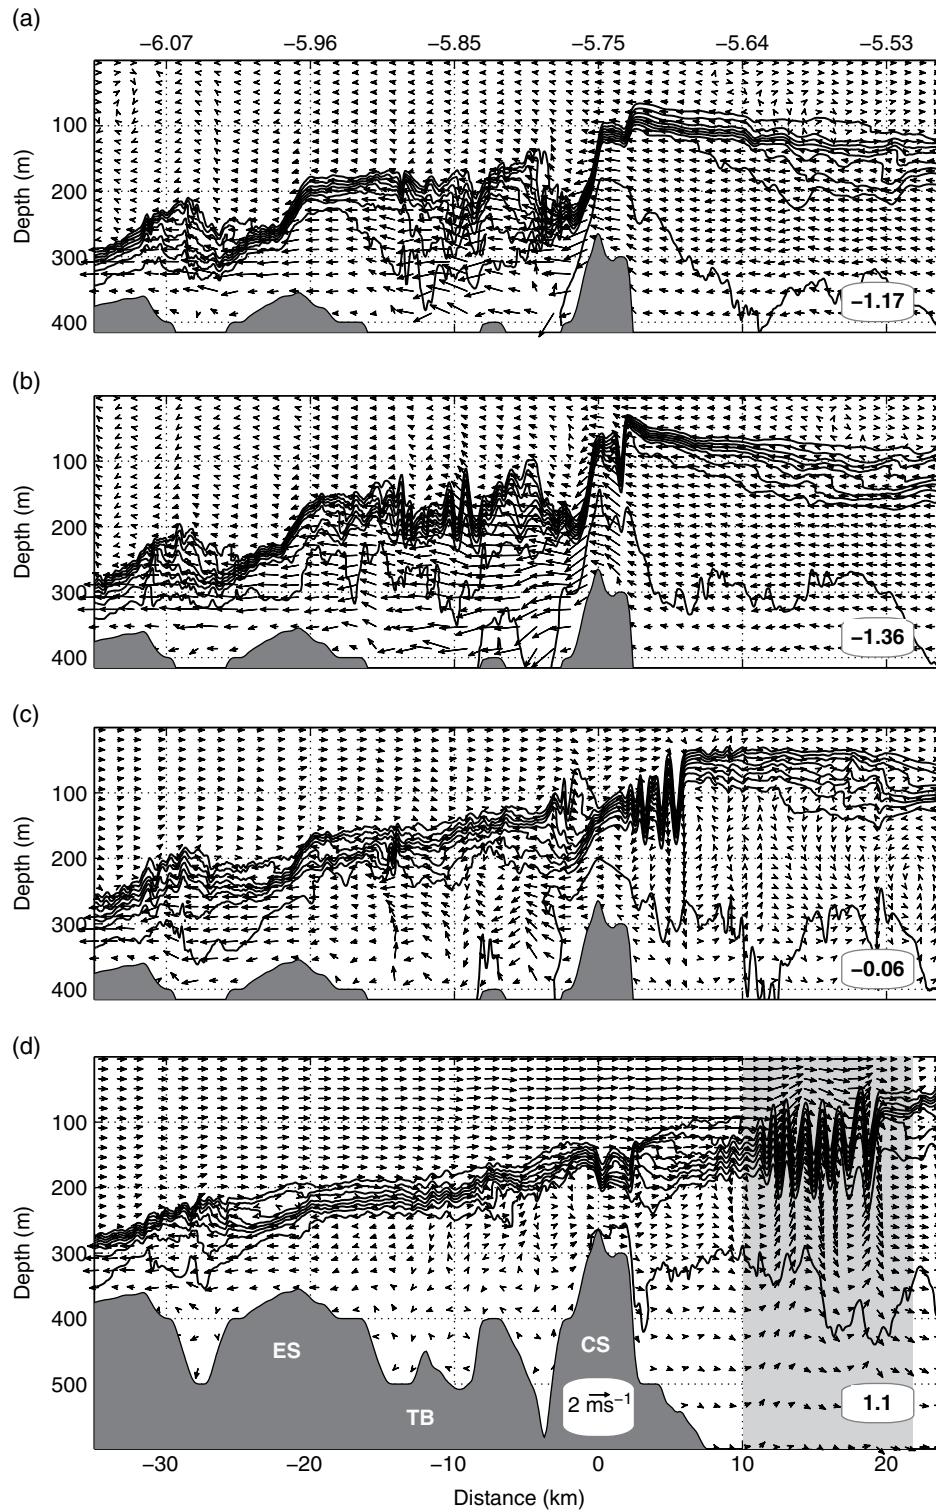 (a)
−6.07 −5.96 −5.85 −5.75 −5.64 −5.53
100
200
300
400
Depth (m)
−1.17
(b)
100
200
300
400
Depth (m)
−1.36
(c)
100
200
300
400
Depth (m)
−0.06
(d)
100
200
300
400
500
Depth (m)
ES
CS
TB
2 ms−1
1.1
−30 −20 −10 0 10 20
Distance (km)